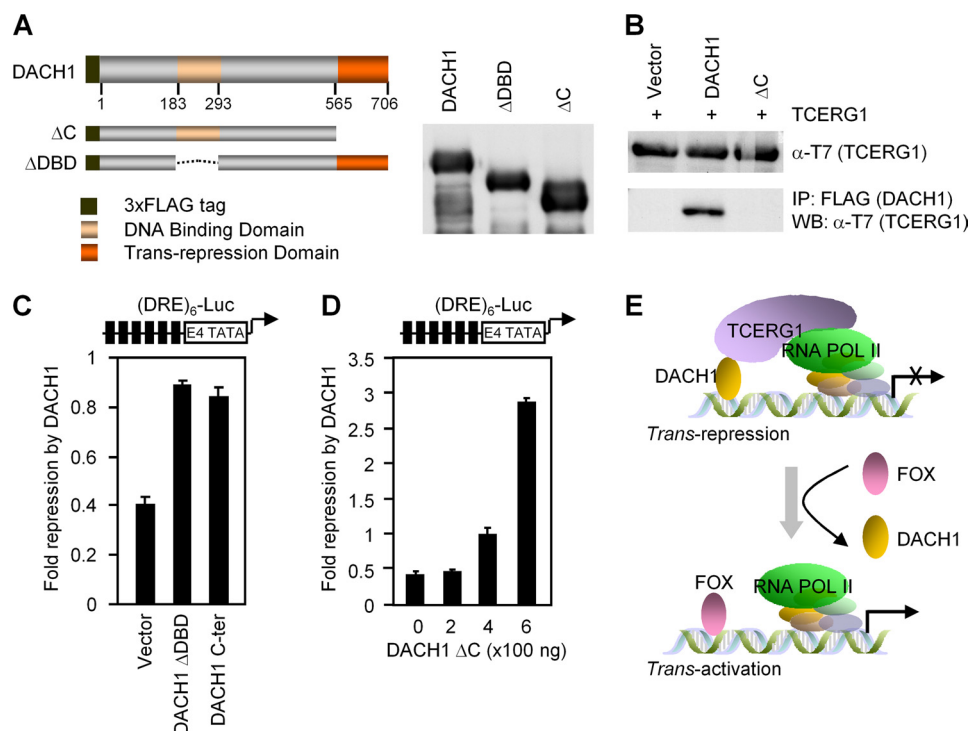 A
DACH1
1 183 293 565 706
ΔC
ΔDBD
3xFLAG tag
DNA Binding Domain
Trans-repression Domain
DACH1 ΔDBD ΔC
B
Vector DACH1 ΔC
+ + + TCERG1
α-T7 (TCERG1)
IP: FLAG (DACH1)
WB: α-T7 (TCERG1)
C
(DRE)6-Luc
E4 TATA
Fold repression by DACH1
1
0.8
0.6
0.4
0.2
0
Vector
DACH1 ΔDBD
DACH1 C-ter
D
(DRE)6-Luc
E4 TATA
Fold repression by DACH1
3.5
3
2.5
2
1.5
1
0.5
0
0 2 4 6
DACH1 ΔC (x100 ng)
E
TCERG1
RNA POL II
DACH1
X
Trans-repression
FOX
DACH1
FOX
RNA POL II
Trans-activation